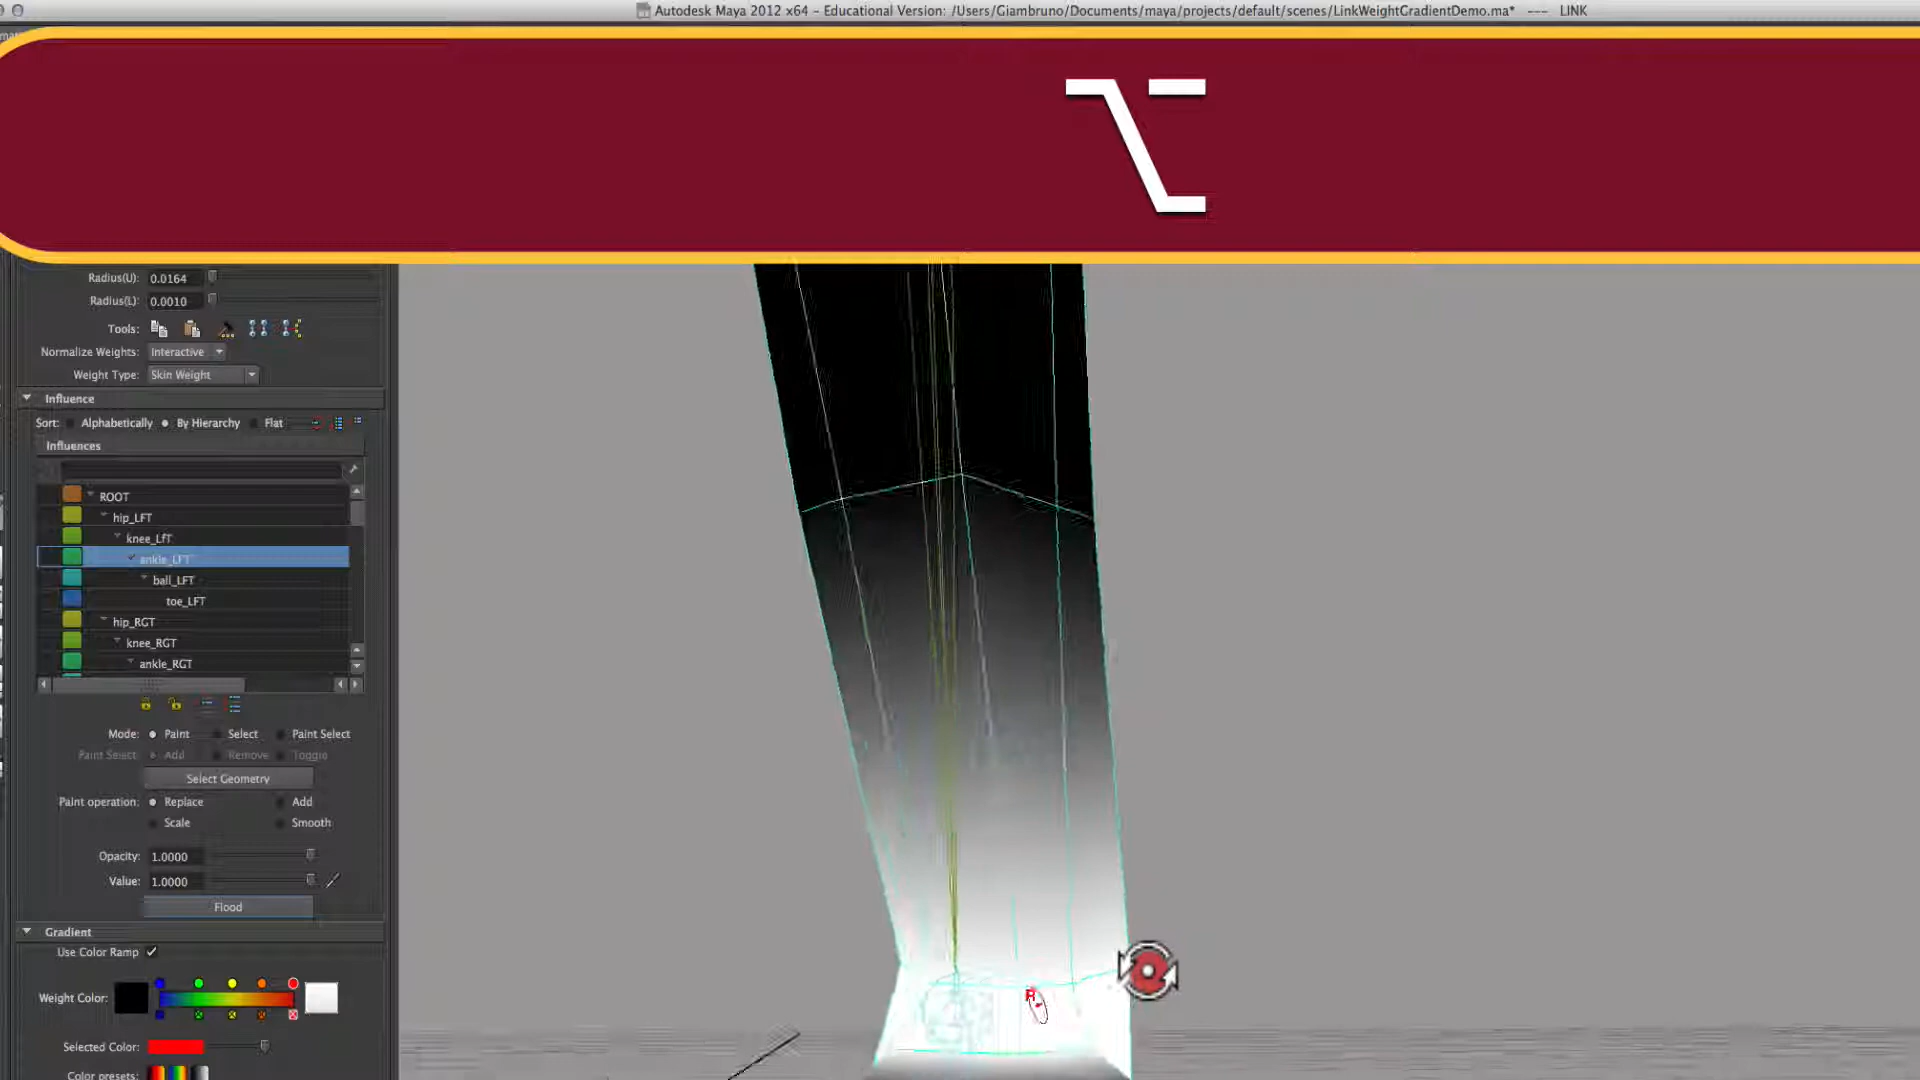 Autodesk Maya 2012 x64 – Educational Version: /Users/Giambruno/Documents/maya/projects/default/scenes/LinkWeightGradientDemo.ma* --- LINK
⌥
Radius(U): 0.0164
Radius(L): 0.0010
Tools:
Normalize Weights: Interactive
Weight Type: Skin Weight
Influence
Sort: Alphabetically By Hierarchy Flat
Influences
ROOT
hip_LFT
knee_LfT
ankle_LFT
ball_LFT
toe_LFT
hip_RGT
knee_RGT
ankle_RGT
Mode: Paint Select Paint Select
Paint Select: Add Remove Toggle
Select Geometry
Paint operation: Replace Add
Scale Smooth
Opacity: 1.0000
Value: 1.0000
Flood
Gradient
Use Color Ramp
Weight Color:
R
Selected Color:
Color presets: